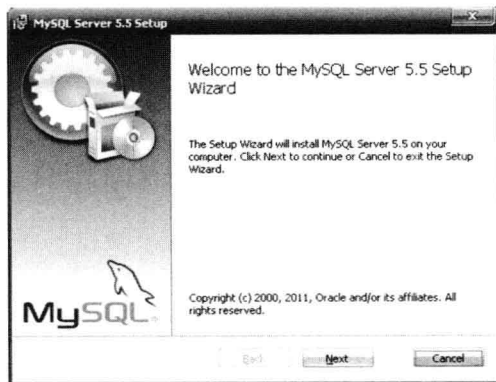 MySQL Server 5.5 Setup
Welcome to the MySQL Server 5.5 Setup
Wizard
The Setup Wizard will install MySQL Server 5.5 on your
computer. Click Next to continue or Cancel to exit the Setup
Wizard.
MySQL
Copyright (c) 2000, 2011, Oracle and/or its affiliates. All
rights reserved.
Back
Next
Cancel